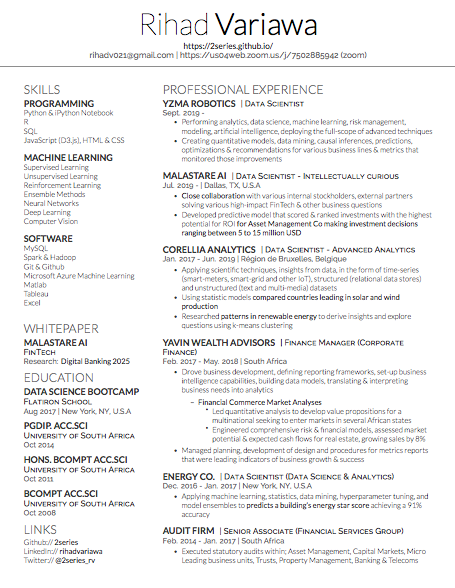 Rihad Variawa
https://2series.github.io/
rihadv021@gmail.com | https://us04web.zoom.us/j/7502885942 (zoom)
SKILLS
PROGRAMMING
Python & iPython Notebook
R
SQL
JavaScript (D3.js), HTML & CSS
MACHINE LEARNING
Supervised Learning
Unsupervised Learning
Reinforcement Learning
Ensemble Methods
Neural Networks
Deep Learning
Computer Vision
SOFTWARE
MySQL
Spark & Hadoop
Git & Github
Microsoft Azure Machine Learning
Matlab
Tableau
Excel
WHITEPAPER
MALASTARE AI
FinTech
Research: Digital Banking 2025
EDUCATION
DATA SCIENCE BOOTCAMP
Flatiron School
Aug 2017 | New York, NY, U.S.A
PGDIP. ACC.SCI
University of South Africa
Oct 2014
HONS. BCOMPT ACC.SCI
University of South Africa
Oct 2011
BCOMPT ACC.SCI
University of South Africa
Oct 2008
LINKS
Github:// 2series
LinkedIn:// rihadvariawa
Twitter:// @2series_rv
PROFESSIONAL EXPERIENCE
YZMA ROBOTICS | Data Scientist
Sept. 2019 -
• Performing analytics, data science, machine learning, risk management,
modeling, artificial intelligence, deploying the full-scope of advanced techniques
• Creating quantitative models, data mining, causal inferences, predictions,
optimizations & recommendations for various business lines & metrics that
monitored those improvements
MALASTARE AI | Data Scientist - Intellectually curious
Jul. 2019 - | Dallas, TX, U.S.A
• Close collaboration with various internal stockholders, external partners
solving various high-impact FinTech & other business questions
• Developed predictive model that scored & ranked investments with the highest
potential for ROI for Asset Management Co making investment decisions
ranging between 5 to 15 million USD
CORELLIA ANALYTICS | Data Scientist - Advanced Analytics
Jan. 2017 - Jun. 2019 | Région de Bruxelles, Belgique
• Applying scientific techniques, insights from data, in the form of time-series
(smart-meters, smart-grid and other IoT), structured (relational data stores)
and unstructured (text and multi-media) datasets
• Using statistic models compared countries leading in solar and wind
production
• Researched patterns in renewable energy to derive insights and explore
questions using k-means clustering
YAVIN WEALTH ADVISORS | Finance Manager (Corporate
Finance)
Feb. 2017 - May. 2018 | South Africa
• Drove business development, defining reporting frameworks, set-up business
intelligence capabilities, building data models, translating & interpreting
business needs into analytics
– Financial Commerce Market Analyses
* Led quantitative analysis to develop value propositions for a
multinational seeking to enter markets in several African states
* Engineered comprehensive risk & financial models, assessed market
potential & expected cash flows for real estate, growing sales by 8%
• Managed planning, development of design and procedures for metrics reports
that were leading indicators of business growth & success
ENERGY CO. | Data Scientist (Data Science & Analytics)
Dec. 2016 - Jan. 2017 | New York, NY, U.S.A
• Applying machine learning, statistics, data mining, hyperparameter tuning, and
model ensembles to predict a building's energy star score achieving a 91%
accuracy
AUDIT FIRM | Senior Associate (Financial Services Group)
Feb. 2014 - Mar. 2016 | South Africa
• Executed statutory audits within; Asset Management, Capital Markets, Micro
Lending Business, Public Sector, Private Banking, and Telecoms